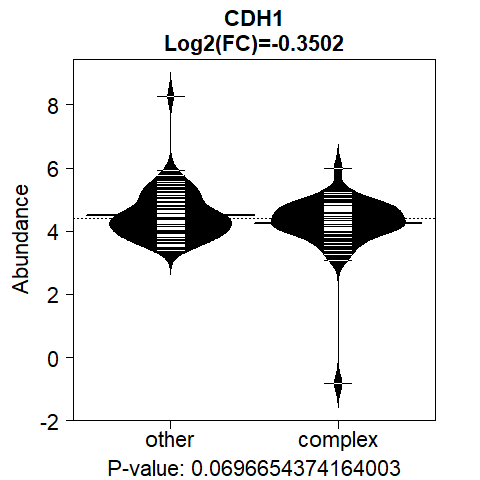 CDH1
Log2(FC)=-0.3502
Abundance
8
6
4
2
0
-2
other
complex
P-value: 0.0696654374164003